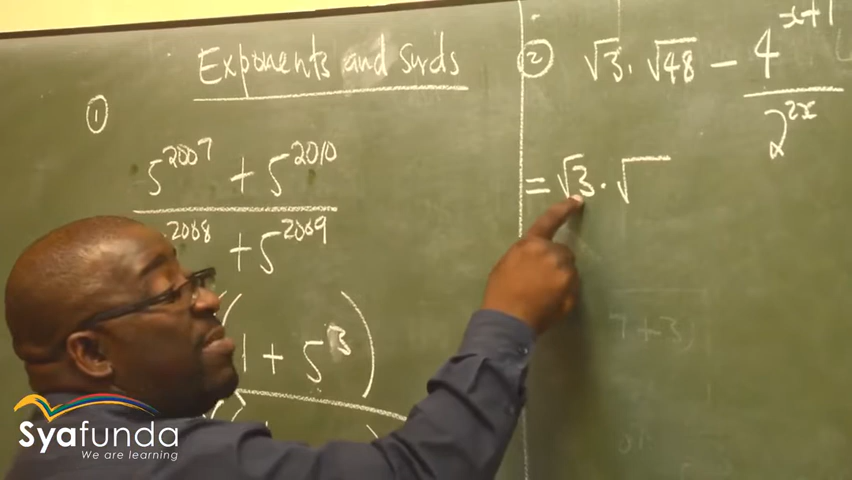 Exponents and Surds
①
5^2007 + 5^2010
2008 + 5^2009
1 + 5^3)
② √3 · √48 − 4^x+1
2^2x
= √3 · √
Syafunda
We are learning